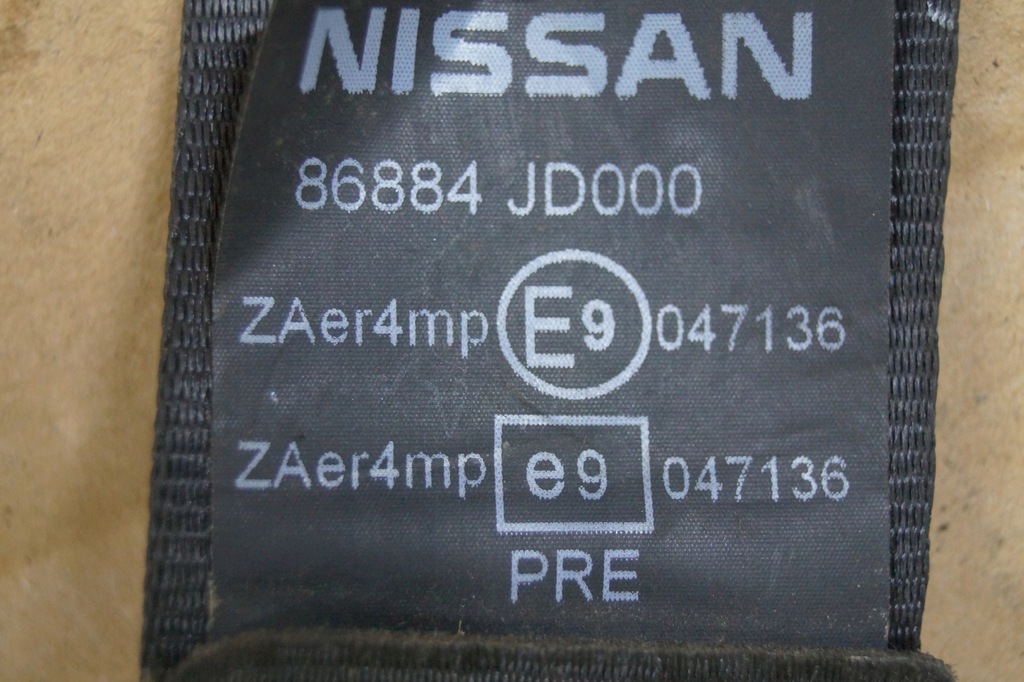 NISSAN
86884 JD000
ZAer4mp E9 047136
ZAer4mp e9 047136
PRE